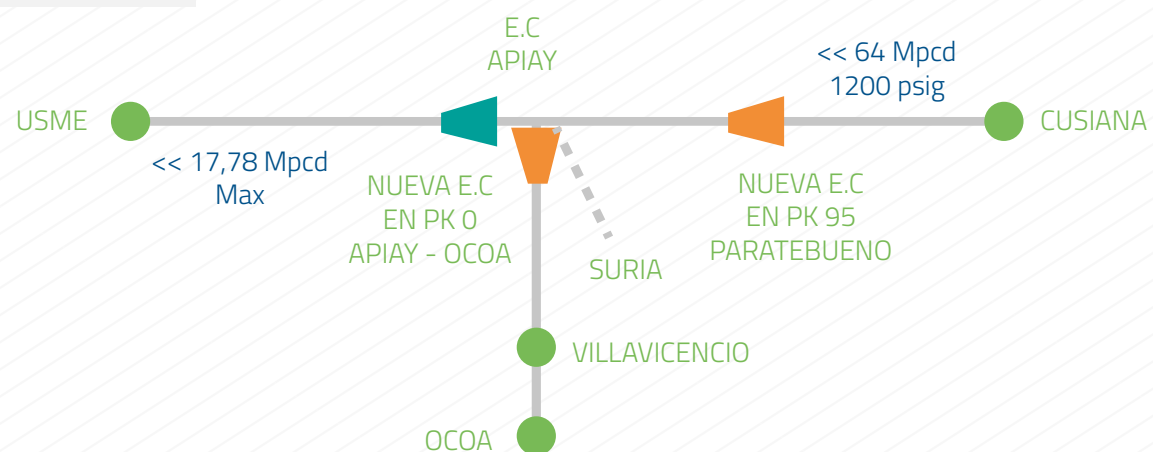 E.C
APIAY
<< 64 Mpcd
1200 psig
USME
CUSIANA
<< 17,78 Mpcd
Max
NUEVA E.C
EN PK 0
APIAY - OCOA
NUEVA E.C
EN PK 95
PARATEBUENO
SURIA
VILLAVICENCIO
OCOA